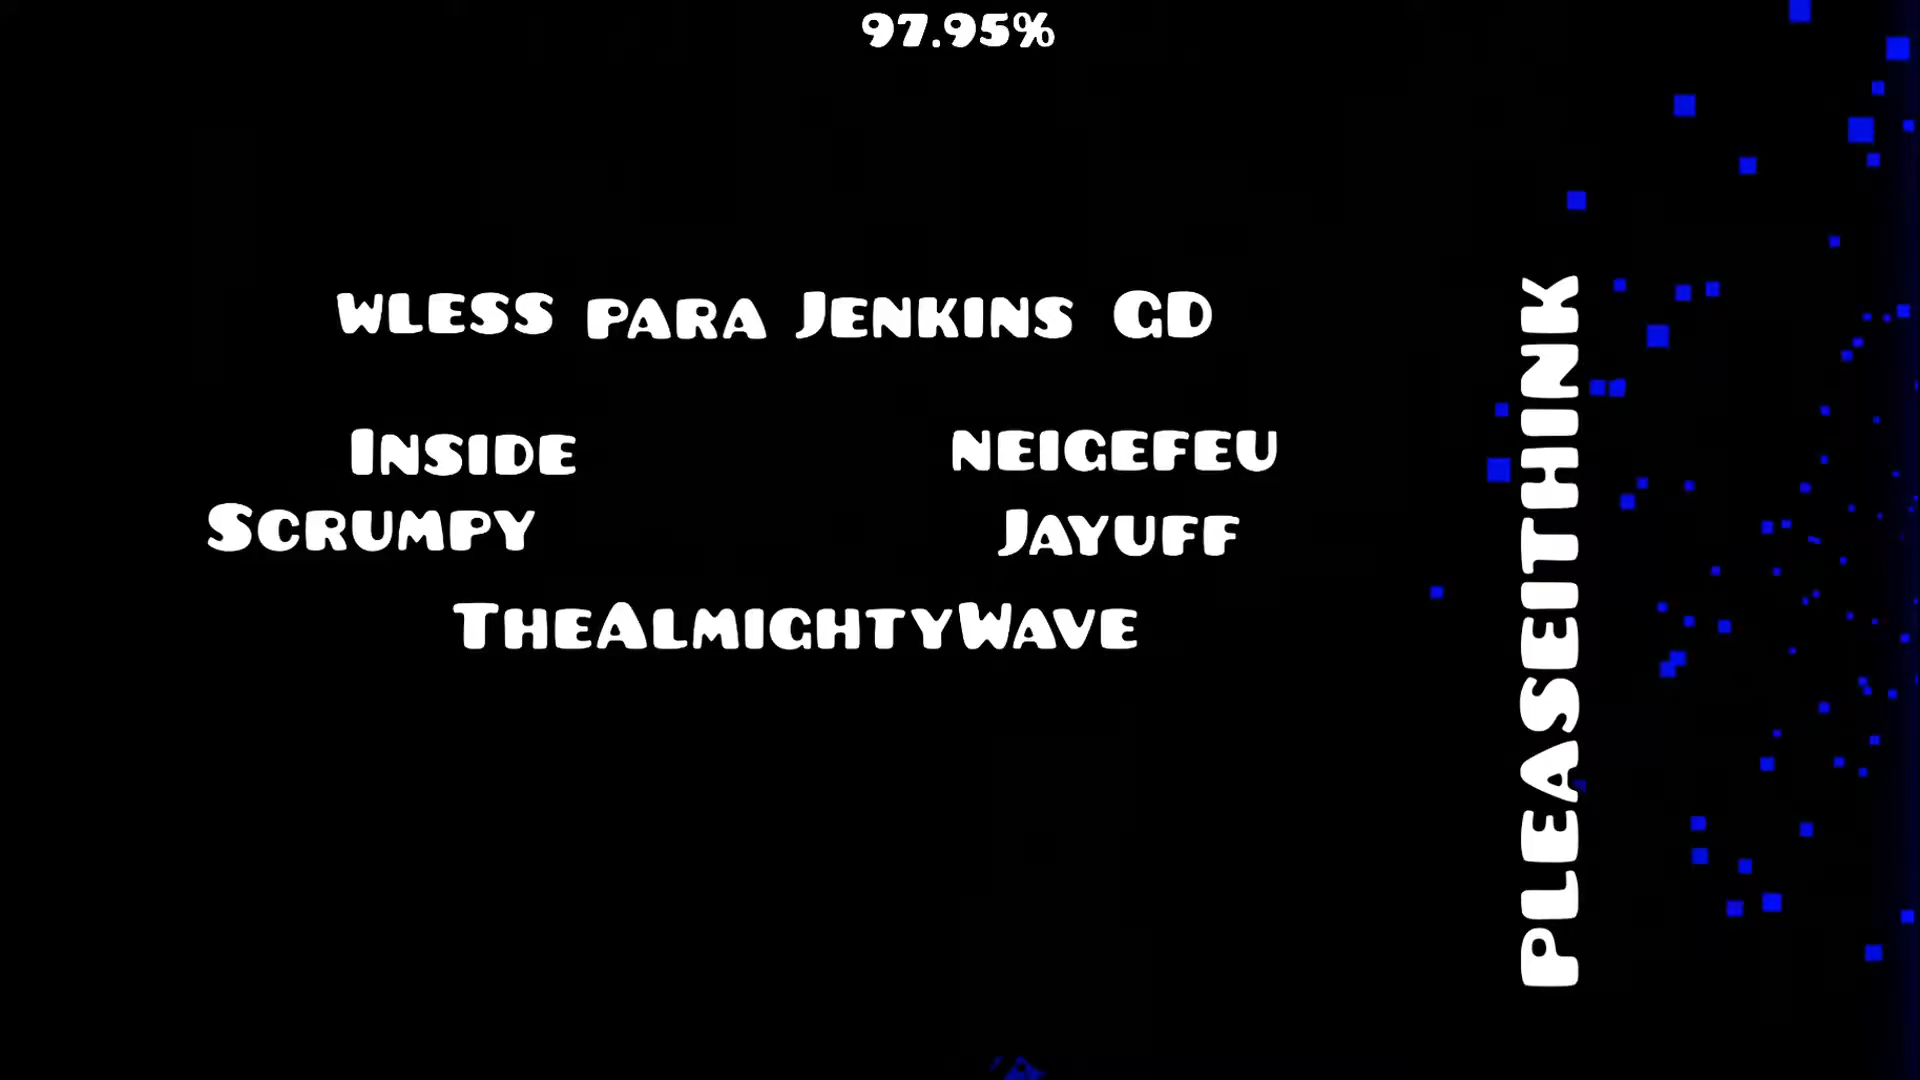 97.95%
wless para Jenkins GD
Inside neigefeu
Scrumpy Jayuff
TheAlmightyWave
pleaseithink